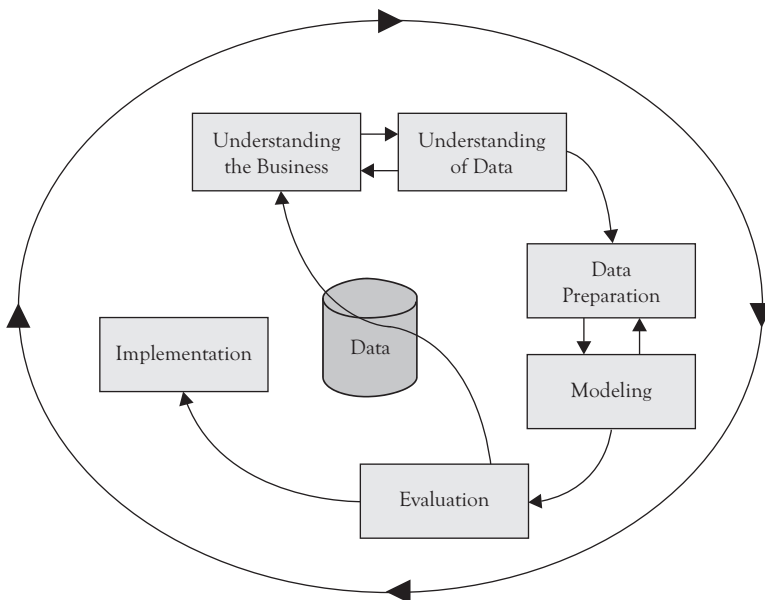 Understanding
the Business
Understanding
of Data
Data
Preparation
Modeling
Evaluation
Implementation
Data